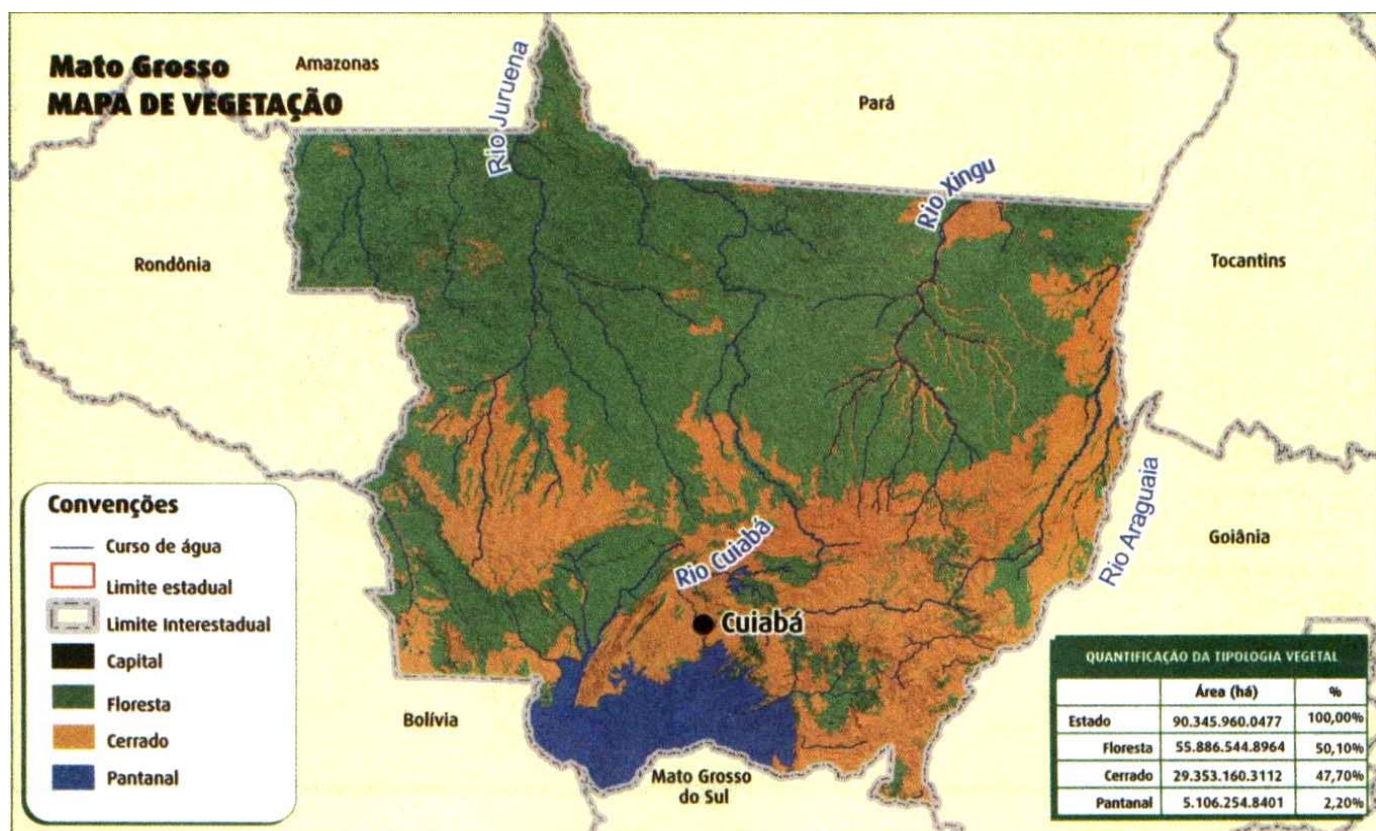 Mato Grosso
MAPA DE VEGETAÇÃO
Amazonas
Pará
Rio Juruena
Rio Xingu
Rondônia
Tocantins
Rio Cuiabá
Cuiabá
Rio Araguaia
Goiânia
Bolívia
Mato Grosso
do Sul
Convenções
Curso de água
Limite estadual
Limite Interestadual
Capital
Floresta
Cerrado
Pantanal
QUANTIFICAÇÃO DA TIPOLOGIA VEGETAL
Área (há) %
Estado 90.345.960.0477 100,00%
Floresta 55.886.544.8964 50,10%
Cerrado 29.353.160.3112 47,70%
Pantanal 5.106.254.8401 2,20%